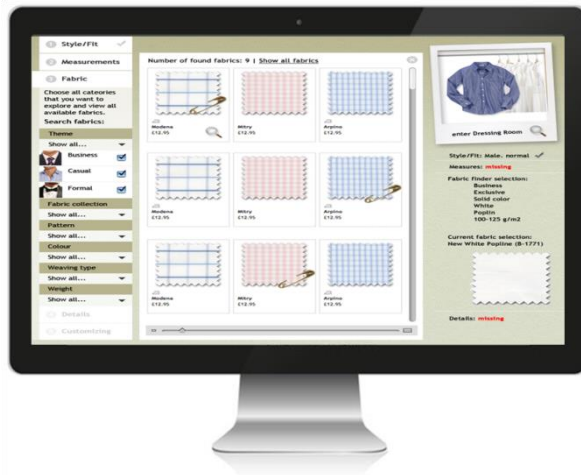 Style/Fit
Measurements
Fabric
Choose all cateories
that you want to
explore and view all
available fabrics.
Search fabrics:
Theme
Show all...
Business
Casual
Formal
Fabric collection
Show all...
Pattern
Show all...
Colour
Show all...
Weaving type
Show all...
Weight
Show all...
Details
Customizing
Number of found fabrics: 9 | Show all fabrics
Modena
£12.95
Mitry
£12.95
Arpino
£12.95
Modena
£12.95
Mitry
£12.95
Arpino
£12.95
Modena
£12.95
Mitry
£12.95
Arpino
£12.95
enter Dressing Room
Style/Fit: Male, normal
Measures: missing
Fabric finder selection:
Business
Exclusive
Solid color
White
Poplin
100-125 g/m2
Current fabric selection:
New White Popline (8-1771)
Details: missing